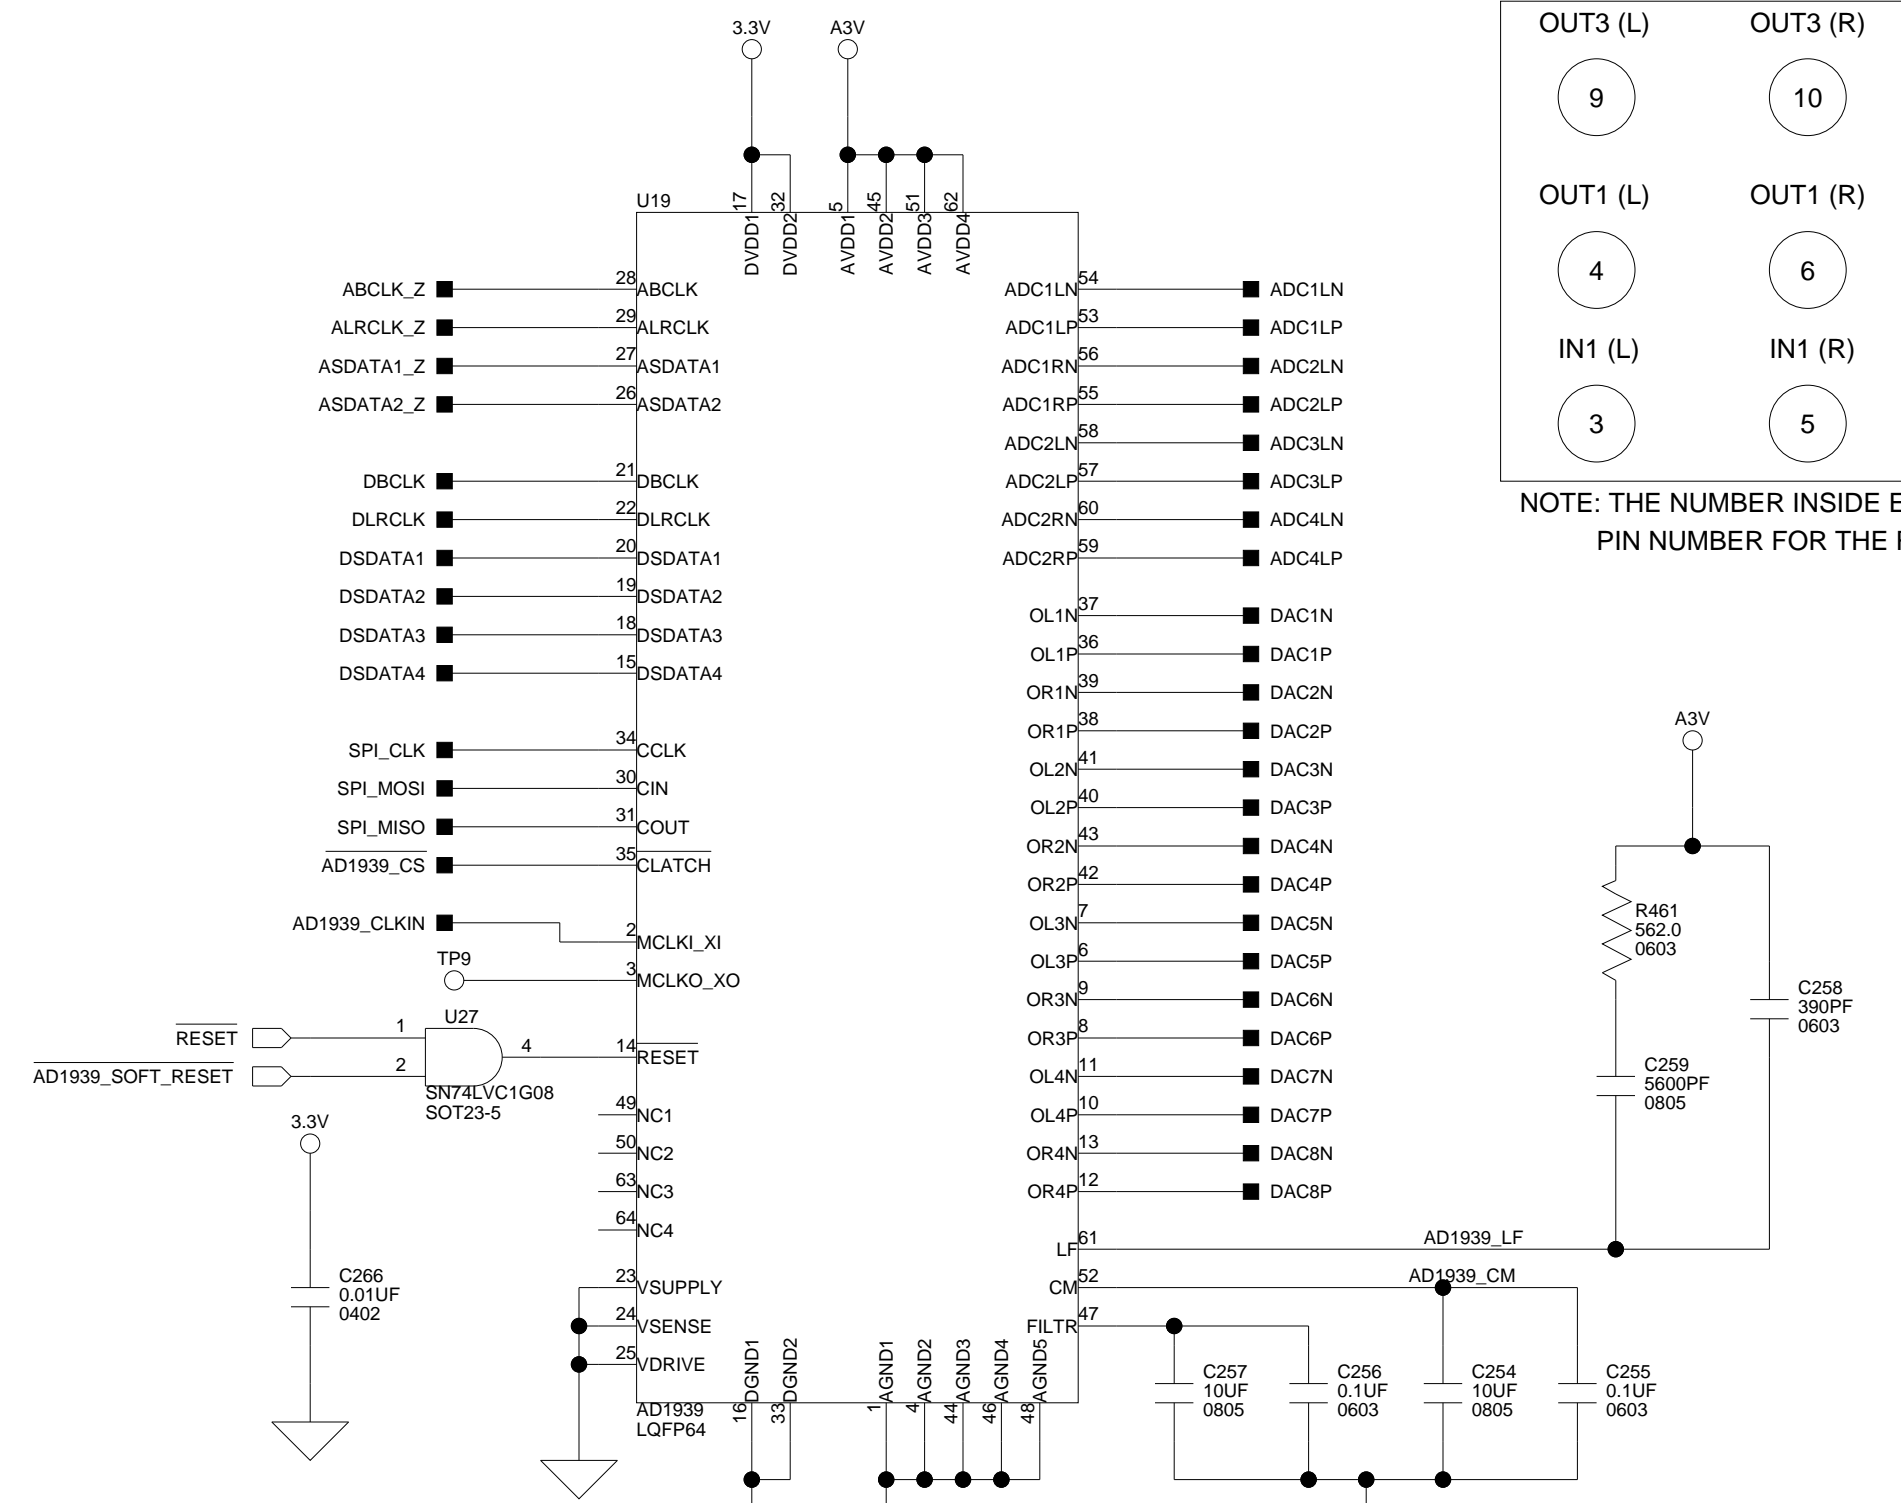 3.3V
A3V
OUT3 (L)
OUT3 (R)
9
10
OUT1 (L)
OUT1 (R)
4
6
IN1 (L)
IN1 (R)
3
5
NOTE: THE NUMBER INSIDE
PIN NUMBER FOR THE
U19
17
32
5
45
51
62
DVDD1
DVDD2
AVDD1
AVDD2
AVDD3
AVDD4
ABCLK_Z 28 ABCLK
ALRCLK_Z 29 ALRCLK
ASDATA1_Z 27 ASDATA1
ASDATA2_Z 26 ASDATA2
DBCLK 21 DBCLK
DLRCLK 22 DLRCLK
DSDATA1 20 DSDATA1
DSDATA2 19 DSDATA2
DSDATA3 18 DSDATA3
DSDATA4 15 DSDATA4
SPI_CLK 34 CCLK
SPI_MOSI 30 CIN
SPI_MISO 31 COUT
AD1939_CS 35 CLATCH
AD1939_CLKIN 2 MCLKI_XI
TP9 3 MCLKO_XO
U27
RESET 1
AD1939_SOFT_RESET 2
4 14 RESET
SN74LVC1G08
SOT23-5
49 NC1
50 NC2
63 NC3
64 NC4
23 VSUPPLY
24 VSENSE
25 VDRIVE
3.3V
C266
0.01UF
0402
ADC1LN 54 ADC1LN
ADC1LP 53 ADC1LP
ADC1RN 56 ADC2LN
ADC1RP 55 ADC2LP
ADC2LN 58 ADC3LN
ADC2LP 57 ADC3LP
ADC2RN 60 ADC4LN
ADC2RP 59 ADC4LP
OL1N 37 DAC1N
OL1P 36 DAC1P
OR1N 39 DAC2N
OR1P 38 DAC2P
OL2N 41 DAC3N
OL2P 40 DAC3P
OR2N 43 DAC4N
OR2P 42 DAC4P
OL3N 7 DAC5N
OL3P 6 DAC5P
OR3N 9 DAC6N
OR3P 8 DAC6P
OL4N 11 DAC7N
OL4P 10 DAC7P
OR4N 13 DAC8N
OR4P 12 DAC8P
LF 61 AD1939_LF
CM 52 AD1939_CM
FILTR 47
A3V
R461
562.0
0603
C258
390PF
0603
C259
5600PF
0805
C257
10UF
0805
C256
0.1UF
0603
C254
10UF
0805
C255
0.1UF
0603
DGND1
DGND2
AGND1
AGND2
AGND3
AGND4
AGND5
AD1939
LQFP64
16
33
1
4
44
46
48